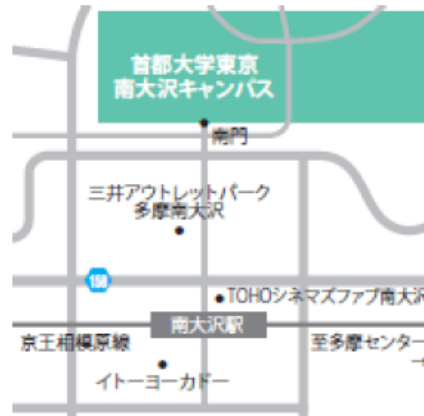 首都大学東京
南大沢キャンパス
南門
三井アウトレットパーク
多摩南大沢
158
TOHOシネマズファブ南大沢
南大沢駅
京王相模原線
至多摩センター
→
イトーヨーカドー